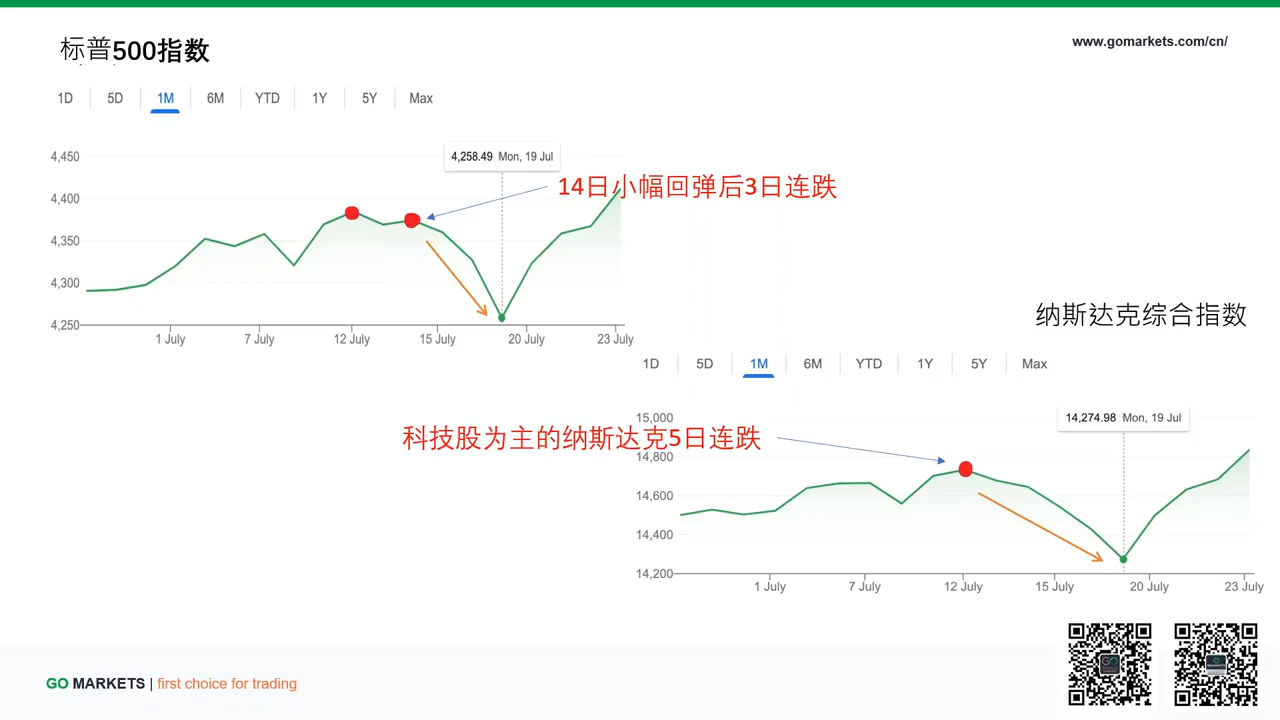 标普500指数
www.gomarkets.com/cn/
1D 5D 1M 6M YTD 1Y 5Y Max
4,258.49 Mon, 19 Jul
4,450
4,400
4,350
4,300
4,250
14日小幅回弹后3日连跌
1 July 7 July 12 July 15 July 20 July 23 July
纳斯达克综合指数
1D 5D 1M 6M YTD 1Y 5Y Max
14,274.98 Mon, 19 Jul
15,000
科技股为主的纳斯达克5日连跌
14,800
14,600
14,400
14,200
1 July 7 July 12 July 15 July 20 July 23 July
GO MARKETS | first choice for trading
GO